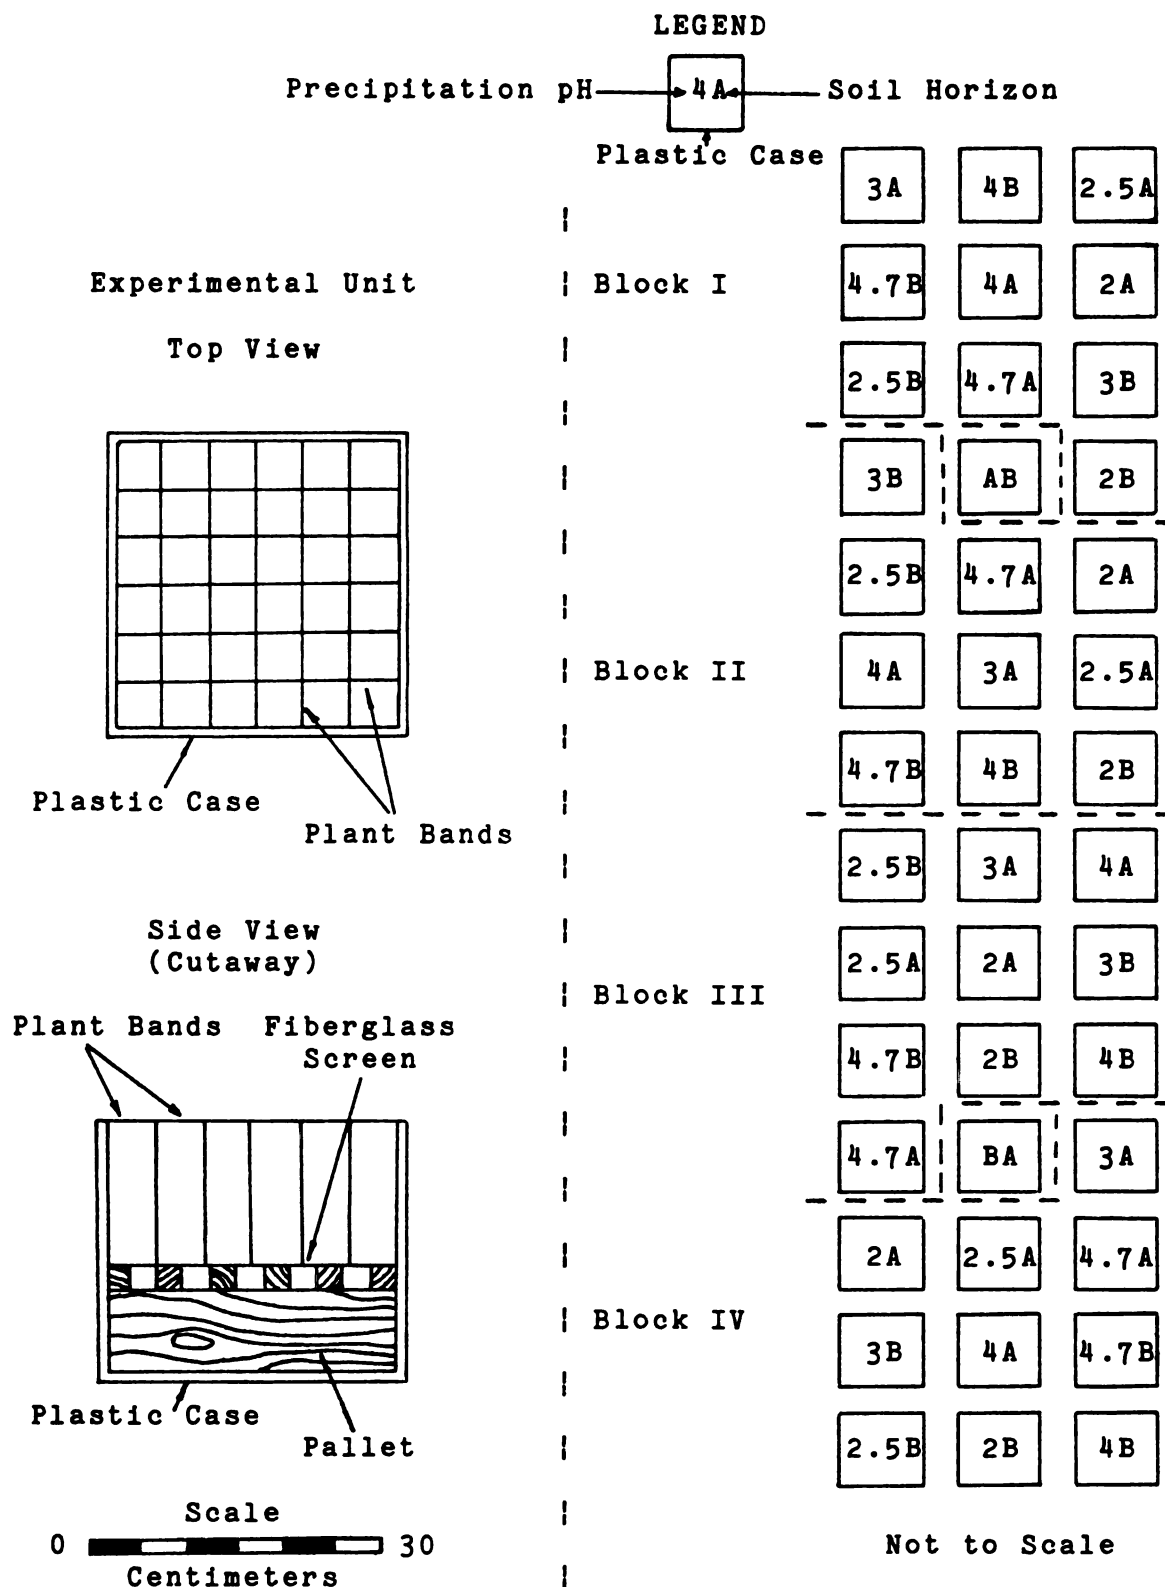 LEGEND
Precipitation pH 4A Soil Horizon
Plastic Case
Experimental Unit
Top View
Plastic Case
Plant Bands
Side View
(Cutaway)
Plant Bands Fiberglass
Screen
Plastic Case
Pallet
Scale
0 30
Centimeters
3A 4B 2.5A
Block I 4.7B 4A 2A
2.5B 4.7A 3B
3B AB 2B
2.5B 4.7A 2A
Block II 4A 3A 2.5A
4.7B 4B 2B
2.5B 3A 4A
2.5A 2A 3B
Block III
4.7B 2B 4B
4.7A BA 3A
2A 2.5A 4.7A
Block IV 3B 4A 4.7B
2.5B 2B 4B
Not to Scale